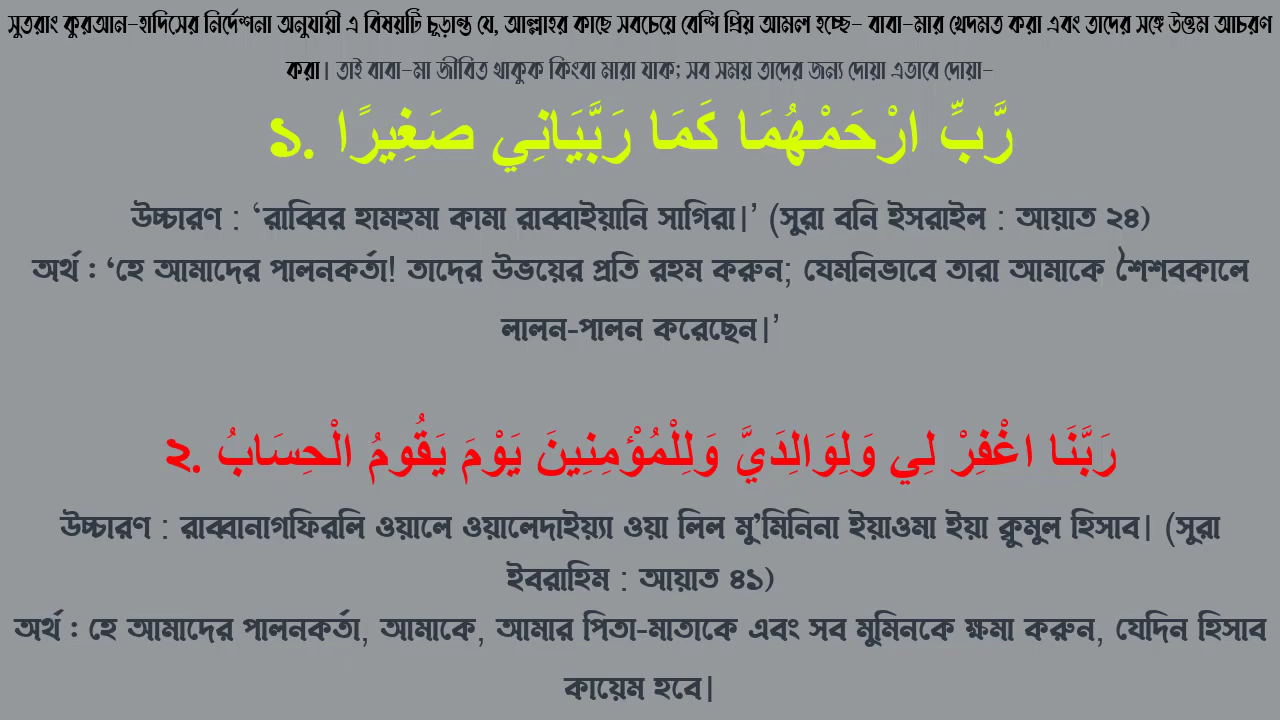 সুতরাং কুরআন-হাদিসের নির্দেশনা অনুযায়ী এ বিষয়টি চূড়ান্ত যে, আল্লাহর কাছে সবচেয়ে বেশি প্রিয় আমল হচ্ছে- বাবা-মার খেদমত করা এবং তাদের সঙ্গে উত্তম আচরণ
করা। তাই বাবা-মা জীবিত থাকুক কিংবা মারা যাক; সব সময় তাদের জন্য দোয়া এভাবে দোয়া-
১. رَّبِّ ارْحَمْهُمَا كَمَا رَبَّيَانِي صَغِيرًا
উচ্চারণ : ‘রাব্বির হামহুমা কামা রাব্বাইয়ানি সাগিরা।’ (সুরা বনি ইসরাইল : আয়াত ২৪)
অর্থ : ‘হে আমাদের পালনকর্তা! তাদের উভয়ের প্রতি রহম করুন; যেমনিভাবে তারা আমাকে শৈশবকালে
লালন-পালন করেছেন।’
২. رَبَّنَا اغْفِرْ لِي وَلِوَالِدَيَّ وَلِلْمُؤْمِنِينَ يَوْمَ يَقُومُ الْحِسَابُ
উচ্চারণ : রাব্বানাগফিরলি ওয়ালে ওয়ালেদাইয়্যা ওয়া লিল মু’মিনিনা ইয়াওমা ইয়া ক্বুমুল হিসাব। (সুরা
ইবরাহিম : আয়াত ৪১)
অর্থ : হে আমাদের পালনকর্তা, আমাকে, আমার পিতা-মাতাকে এবং সব মুমিনকে ক্ষমা করুন, যেদিন হিসাব
কায়েম হবে।